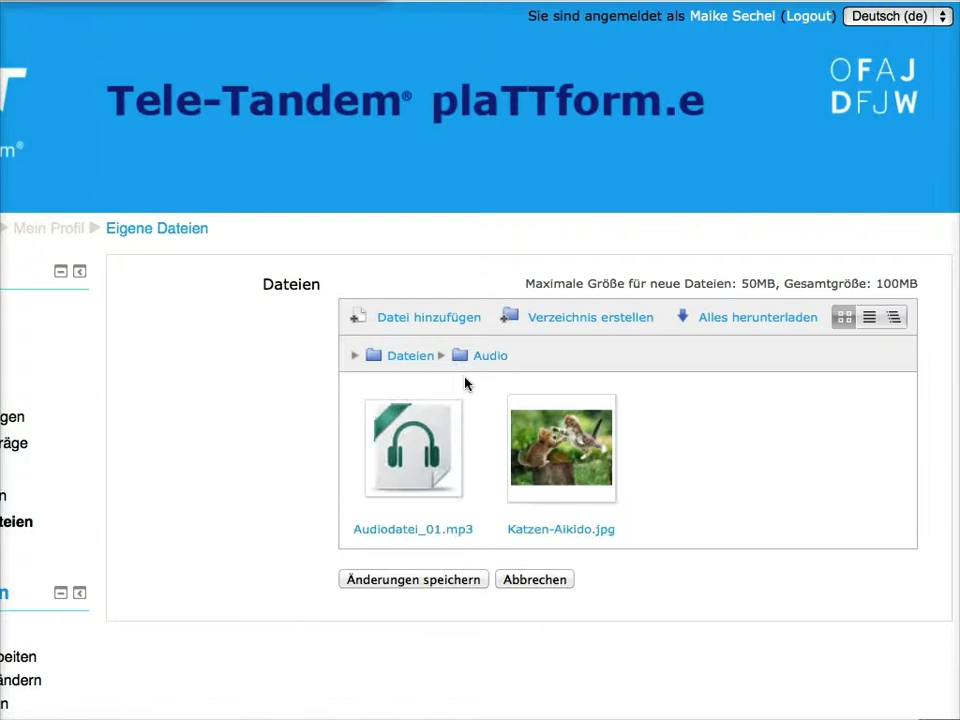 Sie sind angemeldet als Maike Sechel (Logout) Deutsch (de)
T
m®
Tele-Tandem® plaTTform.e
OFAJ
DFJW
Mein Profil Eigene Dateien
Dateien
Maximale Größe für neue Dateien: 50MB, Gesamtgröße: 100MB
Datei hinzufügen Verzeichnis erstellen Alles herunterladen
Dateien Audio
Audiodatei_01.mp3 Katzen-Aikido.jpg
Änderungen speichern Abbrechen
gen
räge
n
teien
n
beiten
ändern
n